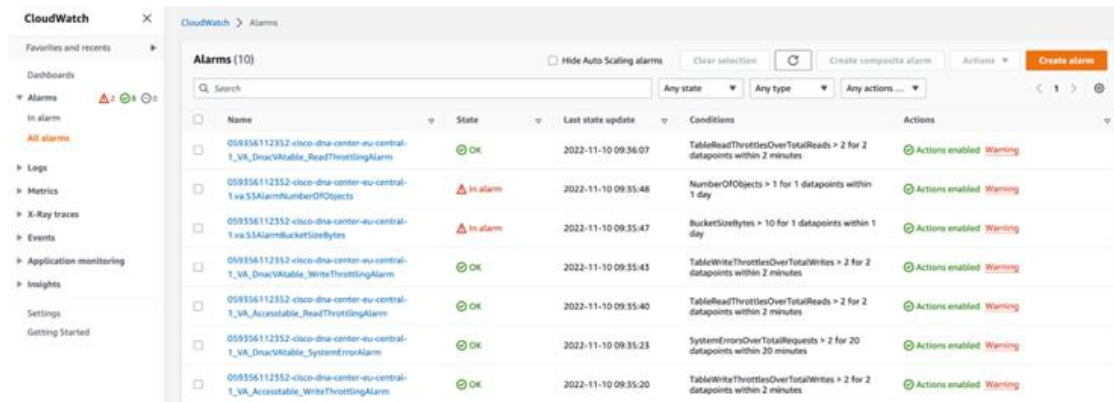 CloudWatch
CloudWatch > Alarms
Favorites and recents
Dashboards
Alarms 2 8 0
In alarm
All alarms
Logs
Metrics
X-Ray traces
Events
Application monitoring
Insights
Settings
Getting Started
Alarms (10)
Hide Auto Scaling alarms
Clear selection
Create composite alarm
Actions
Create alarm
Search
Any state
Any type
Any actions ...
1
Name State Last state update Conditions Actions
059356112352-cisco-dna-center-eu-central-
1_VA_DnacVAtable_ReadThrottlingAlarm
OK
2022-11-10 09:36:07
TableReadThrottlesOverTotalReads > 2 for 2
datapoints within 2 minutes
Actions enabled Warning
059356112352-cisco-dna-center-eu-central-
1.va.S3AlarmNumberOfObjects
In alarm
2022-11-10 09:35:48
NumberOfObjects > 1 for 1 datapoints within
1 day
Actions enabled Warning
059356112352-cisco-dna-center-eu-central-
1.va.S3AlarmBucketSizeBytes
In alarm
2022-11-10 09:35:47
BucketSizeBytes > 10 for 1 datapoints within 1
day
Actions enabled Warning
059356112352-cisco-dna-center-eu-central-
1_VA_DnacVAtable_WriteThrottlingAlarm
OK
2022-11-10 09:35:43
TableWriteThrottlesOverTotalWrites > 2 for 2
datapoints within 2 minutes
Actions enabled Warning
059356112352-cisco-dna-center-eu-central-
1_VA_Accesstable_ReadThrottlingAlarm
OK
2022-11-10 09:35:40
TableReadThrottlesOverTotalReads > 2 for 2
datapoints within 2 minutes
Actions enabled Warning
059356112352-cisco-dna-center-eu-central-
1_VA_DnacVAtable_SystemErrorAlarm
OK
2022-11-10 09:35:23
SystemErrorsOverTotalRequests > 2 for 20
datapoints within 20 minutes
Actions enabled Warning
059356112352-cisco-dna-center-eu-central-
1_VA_Accesstable_WriteThrottlingAlarm
OK
2022-11-10 09:35:20
TableWriteThrottlesOverTotalWrites > 2 for 2
datapoints within 2 minutes
Actions enabled Warning